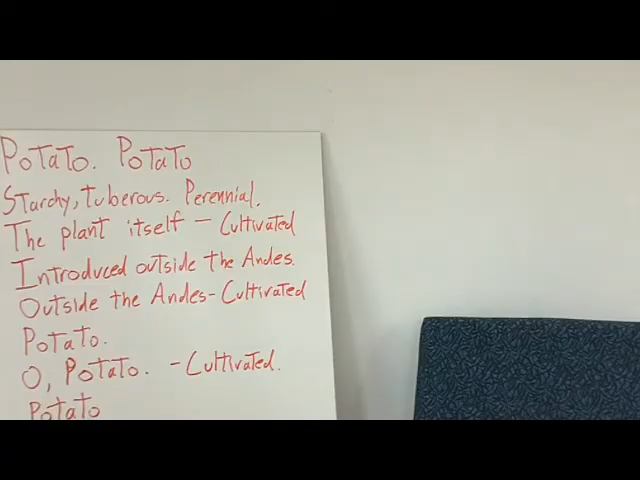 Potato. Potato
Starchy, tuberous. Perennial.
The plant itself - Cultivated
Introduced outside the Andes.
Outside the Andes - Cultivated
Potato.
O, Potato. - Cultivated.
Potato